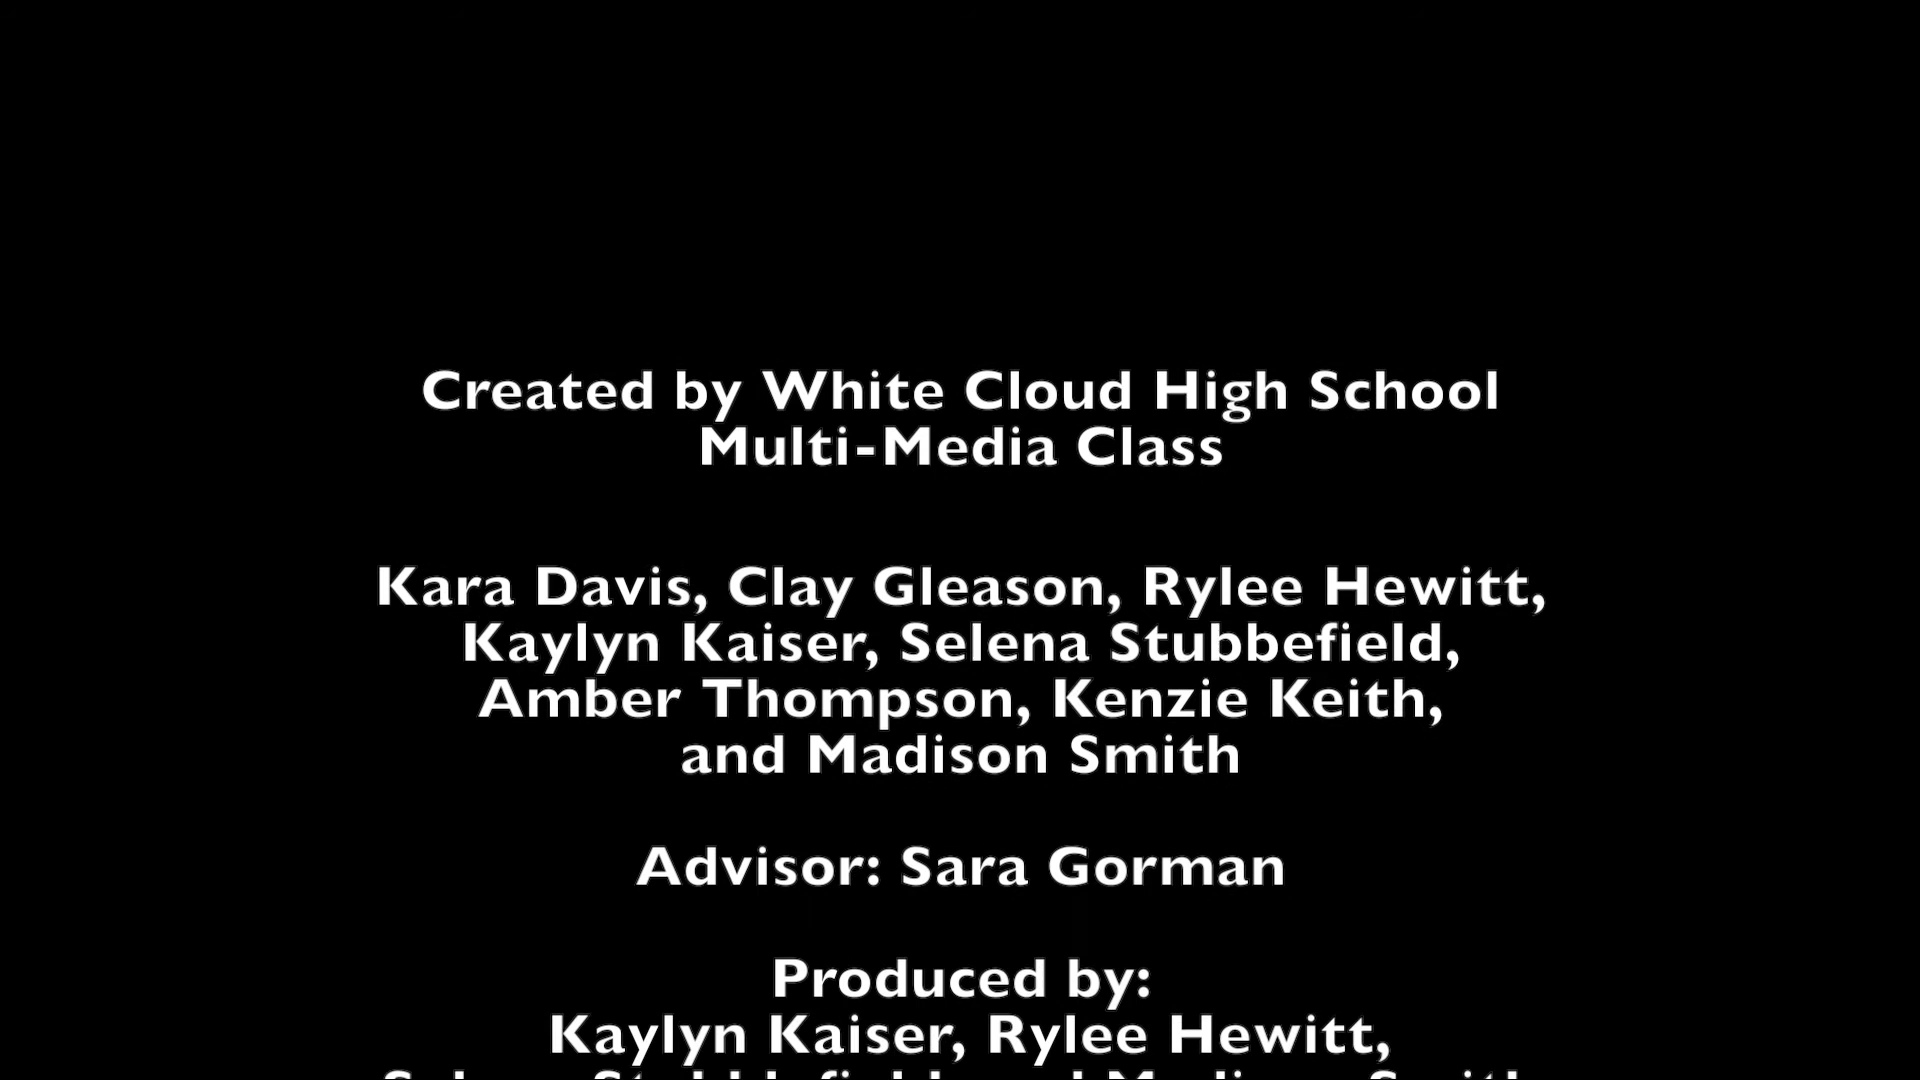 Created by White Cloud High School
Multi-Media Class
Kara Davis, Clay Gleason, Rylee Hewitt,
Kaylyn Kaiser, Selena Stubbefield,
Amber Thompson, Kenzie Keith,
and Madison Smith
Advisor: Sara Gorman
Produced by:
Kaylyn Kaiser, Rylee Hewitt,